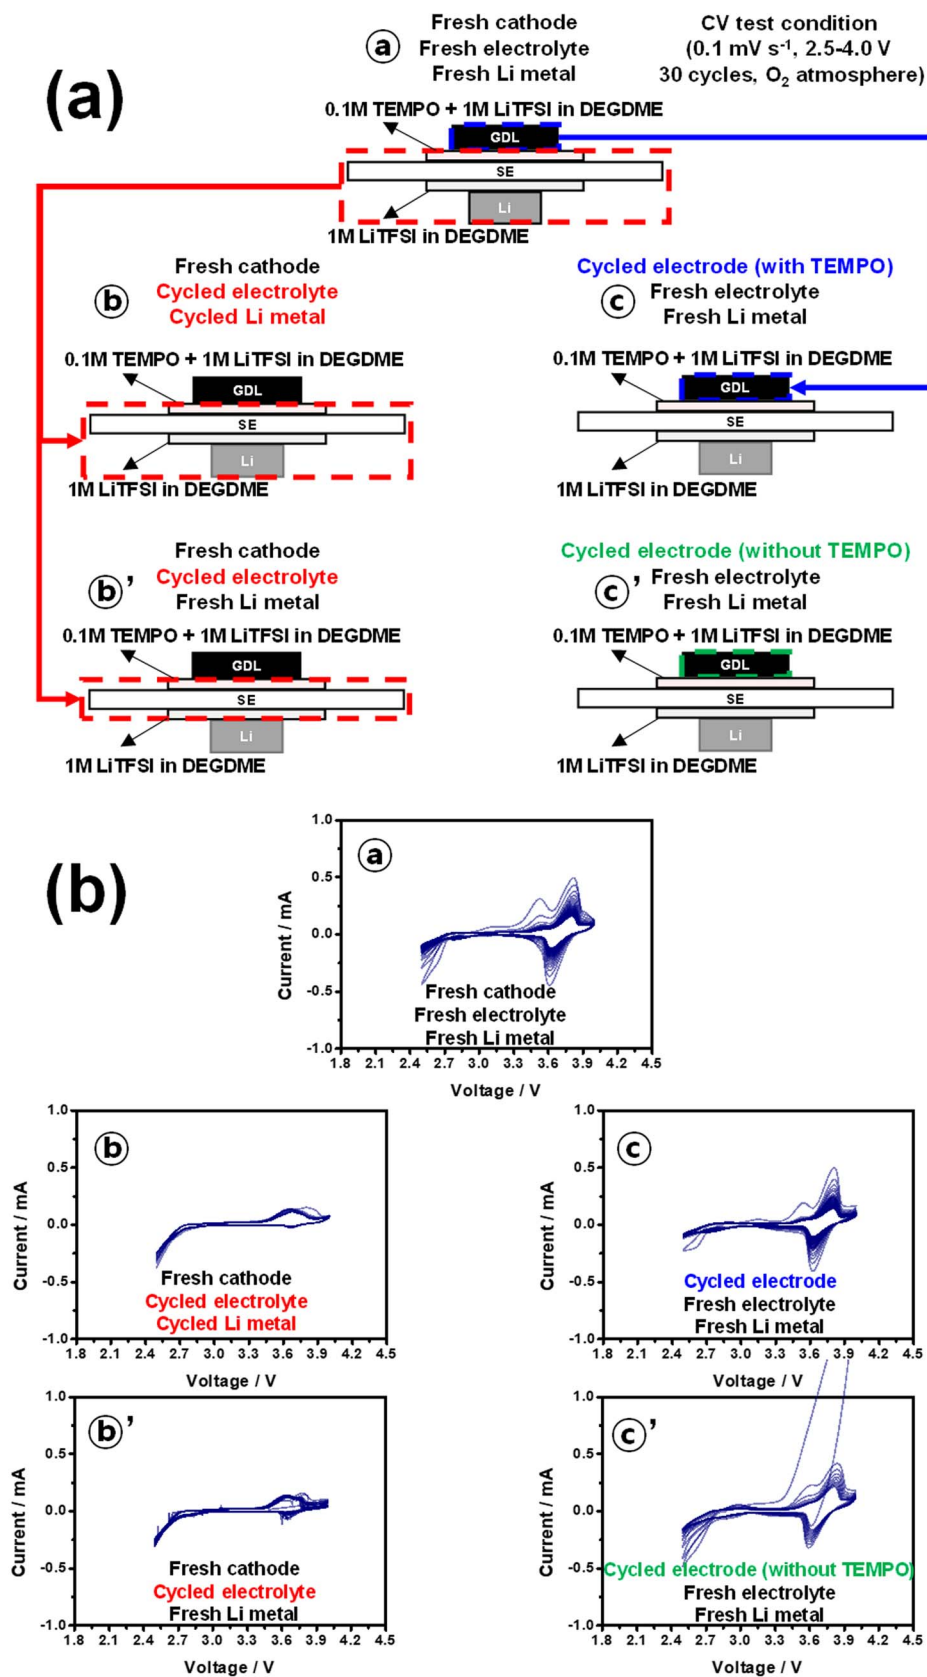 (a)
ⓐ
Fresh cathode
Fresh electrolyte
Fresh Li metal
CV test condition
(0.1 mV s⁻¹, 2.5-4.0 V
30 cycles, O₂ atmosphere)
0.1M TEMPO + 1M LiTFSI in DEGDME
GDL
SE
Li
1M LiTFSI in DEGDME
ⓑ
Fresh cathode
Cycled electrolyte
Cycled Li metal
0.1M TEMPO + 1M LiTFSI in DEGDME
GDL
SE
Li
1M LiTFSI in DEGDME
Cycled electrode (with TEMPO)
ⓒ
Fresh electrolyte
Fresh Li metal
0.1M TEMPO + 1M LiTFSI in DEGDME
GDL
SE
Li
1M LiTFSI in DEGDME
ⓑ’
Fresh cathode
Cycled electrolyte
Fresh Li metal
0.1M TEMPO + 1M LiTFSI in DEGDME
GDL
SE
Li
1M LiTFSI in DEGDME
Cycled electrode (without TEMPO)
ⓒ’
Fresh electrolyte
Fresh Li metal
0.1M TEMPO + 1M LiTFSI in DEGDME
GDL
SE
Li
1M LiTFSI in DEGDME
(b)
ⓐ
Current / mA
1.0
0.5
0.0
-0.5
-1.0
Fresh cathode
Fresh electrolyte
Fresh Li metal
1.8 2.1 2.4 2.7 3.0 3.3 3.6 3.9 4.2 4.5
Voltage / V
ⓑ
Current / mA
1.0
0.5
0.0
-0.5
-1.0
Fresh cathode
Cycled electrolyte
Cycled Li metal
1.8 2.1 2.4 2.7 3.0 3.3 3.6 3.9 4.2 4.5
Voltage / V
ⓒ
Current / mA
1.0
0.5
0.0
-0.5
-1.0
Cycled electrode
Fresh electrolyte
Fresh Li metal
1.8 2.1 2.4 2.7 3.0 3.3 3.6 3.9 4.2 4.5
Voltage / V
ⓑ’
Current / mA
1.0
0.5
0.0
-0.5
-1.0
Fresh cathode
Cycled electrolyte
Fresh Li metal
1.8 2.1 2.4 2.7 3.0 3.3 3.6 3.9 4.2 4.5
Voltage / V
ⓒ’
Current / mA
1.0
0.5
0.0
-0.5
-1.0
Cycled electrode (without TEMPO)
Fresh electrolyte
Fresh Li metal
1.8 2.1 2.4 2.7 3.0 3.3 3.6 3.9 4.2 4.5
Voltage / V